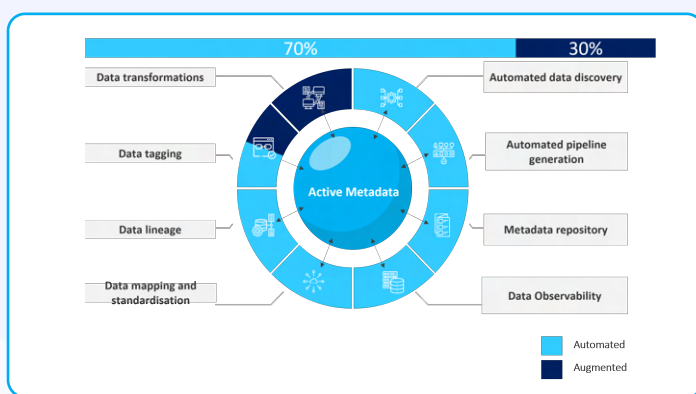 70%
30%
Data transformations
Automated data discovery
Data tagging
Automated pipeline
generation
Active Metadata
Data lineage
Metadata repository
Data mapping and
standardisation
Data Observability
Automated
Augmented